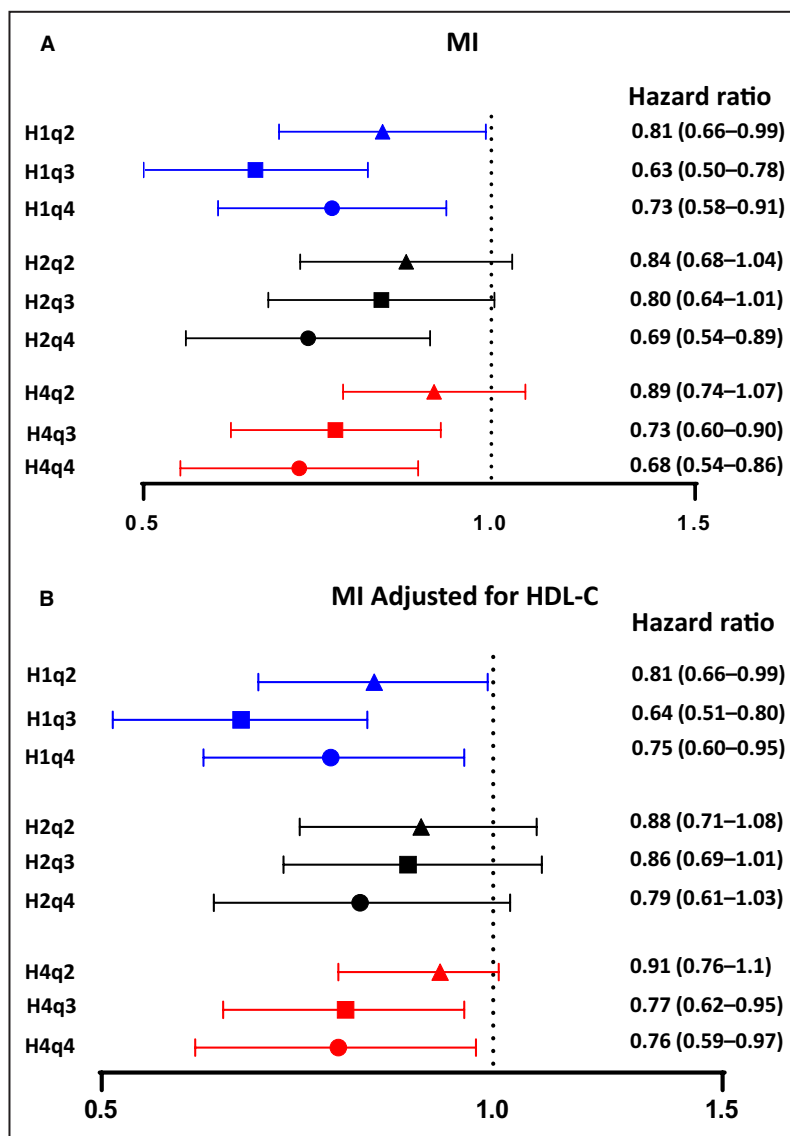 A
MI
Hazard ratio
H1q2 0.81 (0.66–0.99)
H1q3 0.63 (0.50–0.78)
H1q4 0.73 (0.58–0.91)
H2q2 0.84 (0.68–1.04)
H2q3 0.80 (0.64–1.01)
H2q4 0.69 (0.54–0.89)
H4q2 0.89 (0.74–1.07)
H4q3 0.73 (0.60–0.90)
H4q4 0.68 (0.54–0.86)
0.5 1.0 1.5
B
MI Adjusted for HDL-C
Hazard ratio
H1q2 0.81 (0.66–0.99)
H1q3 0.64 (0.51–0.80)
H1q4 0.75 (0.60–0.95)
H2q2 0.88 (0.71–1.08)
H2q3 0.86 (0.69–1.01)
H2q4 0.79 (0.61–1.03)
H4q2 0.91 (0.76–1.1)
H4q3 0.77 (0.62–0.95)
H4q4 0.76 (0.59–0.97)
0.5 1.0 1.5